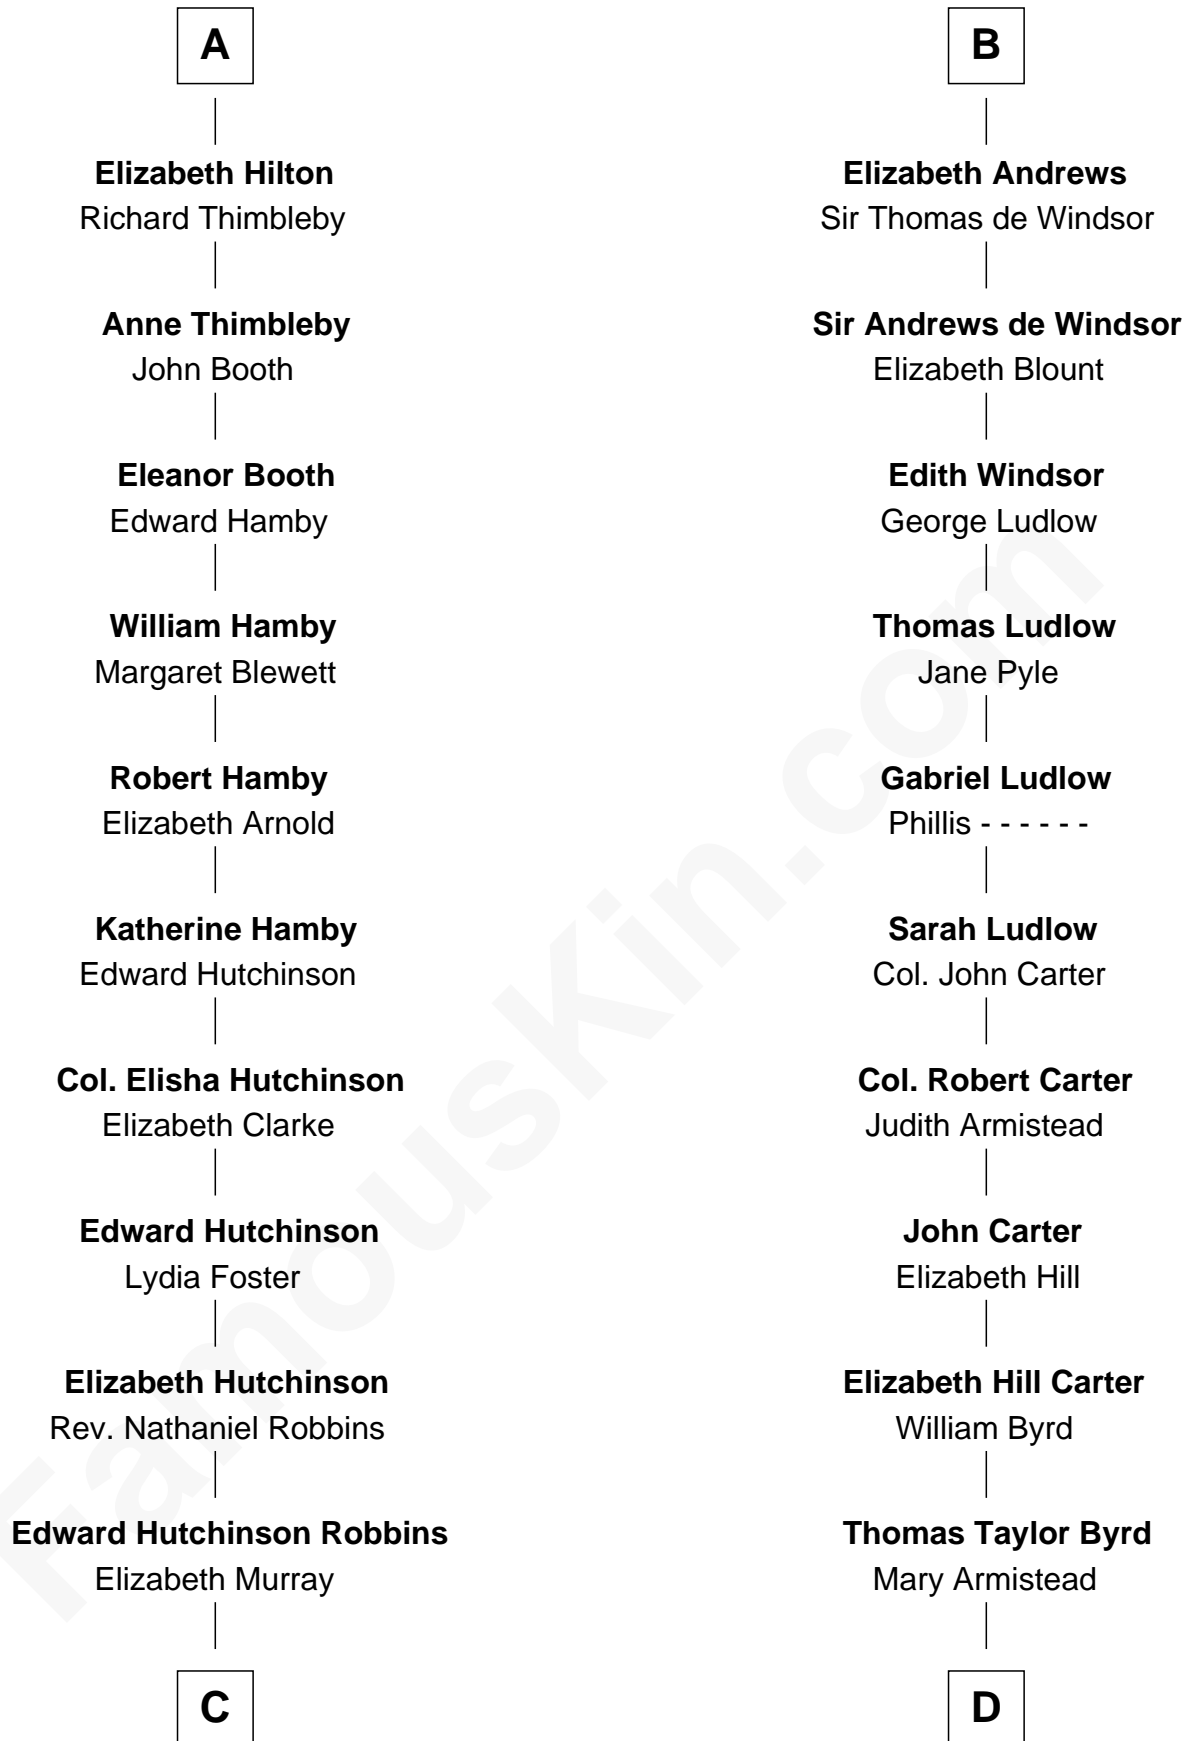 A
Elizabeth Hilton
Richard Thimbleby
Anne Thimbleby
John Booth
Eleanor Booth
Edward Hamby
William Hamby
Margaret Blewett
Robert Hamby
Elizabeth Arnold
Katherine Hamby
Edward Hutchinson
Col. Elisha Hutchinson
Elizabeth Clarke
Edward Hutchinson
Lydia Foster
Elizabeth Hutchinson
Rev. Nathaniel Robbins
Edward Hutchinson Robbins
Elizabeth Murray
C
B
Elizabeth Andrews
Sir Thomas de Windsor
Sir Andrews de Windsor
Elizabeth Blount
Edith Windsor
George Ludlow
Thomas Ludlow
Jane Pyle
Gabriel Ludlow
Phillis - - - - - -
Sarah Ludlow
Col. John Carter
Col. Robert Carter
Judith Armistead
John Carter
Elizabeth Hill
Elizabeth Hill Carter
William Byrd
Thomas Taylor Byrd
Mary Armistead
D
FamousKin.com